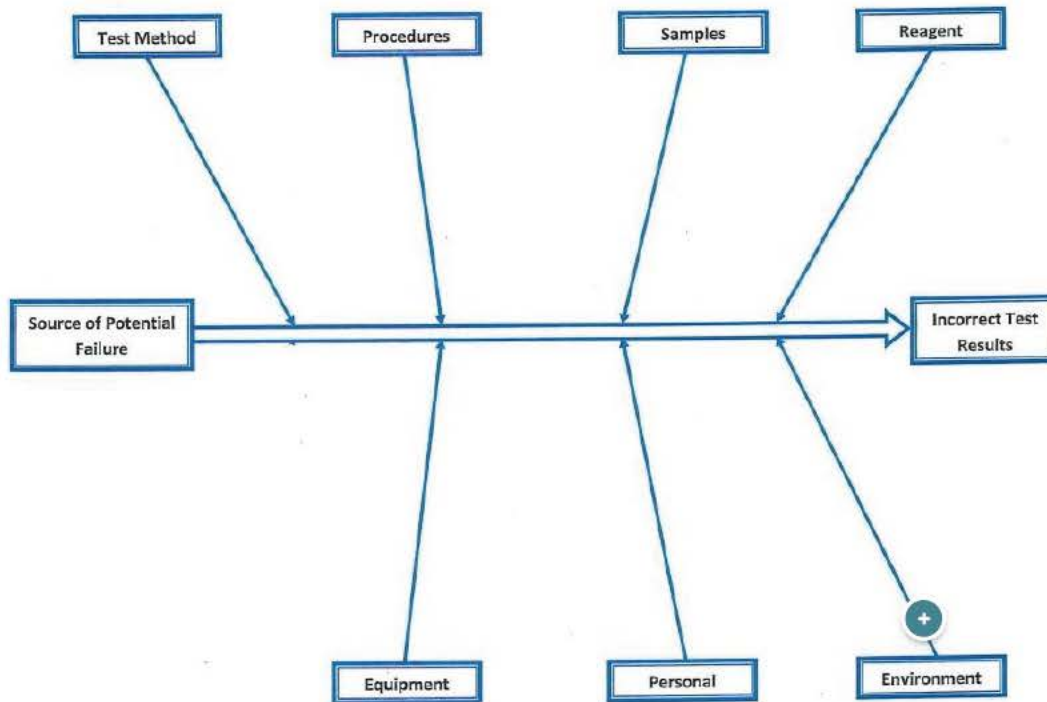 Test Method
Procedures
Samples
Reagent
Source of Potential
Failure
Incorrect Test
Results
Equipment
Personal
Environment
+